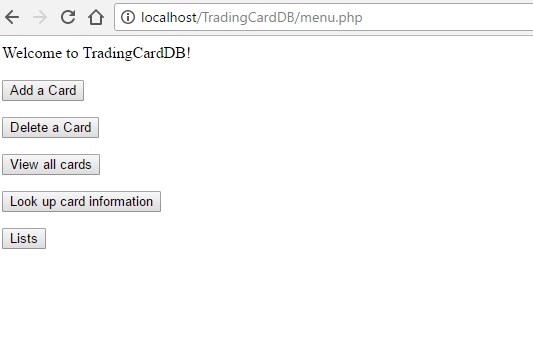 localhost/TradingCardDB/menu.php
Welcome to TradingCardDB!
Add a Card
Delete a Card
View all cards
Look up card information
Lists